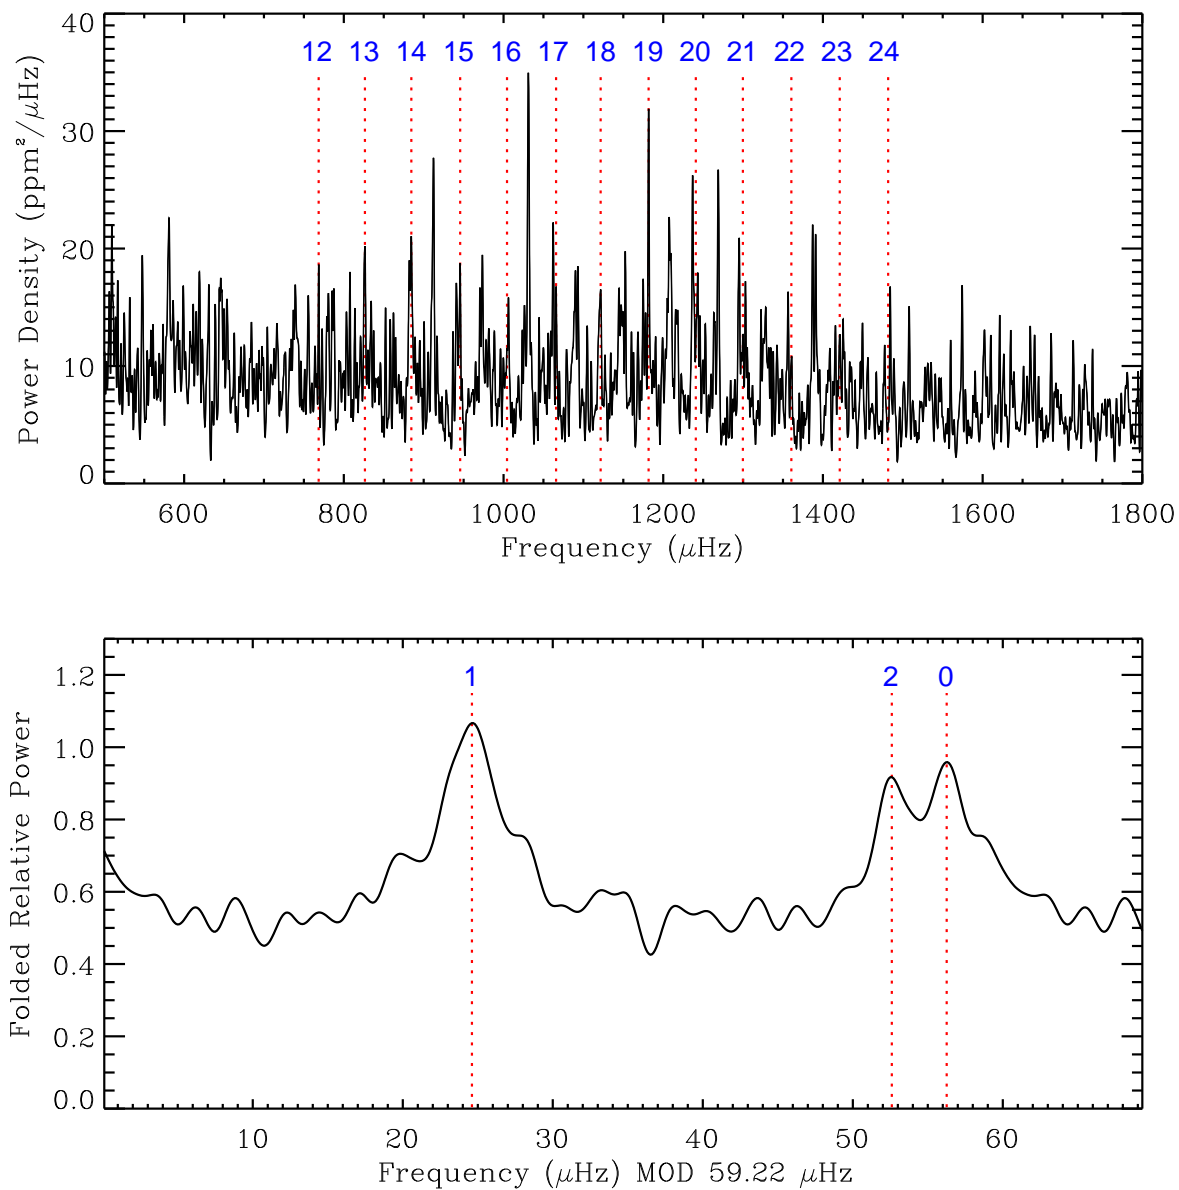 40
30
20
10
0
Power Density (ppm²/μHz)
12 13 14 15 16 17 18 19 20 21 22 23 24
600 800 1000 1200 1400 1600 1800
Frequency (μHz)
1.2
1.0
0.8
0.6
0.4
0.2
0.0
Folded Relative Power
1 2 0
10 20 30 40 50 60
Frequency (μHz) MOD 59.22 μHz